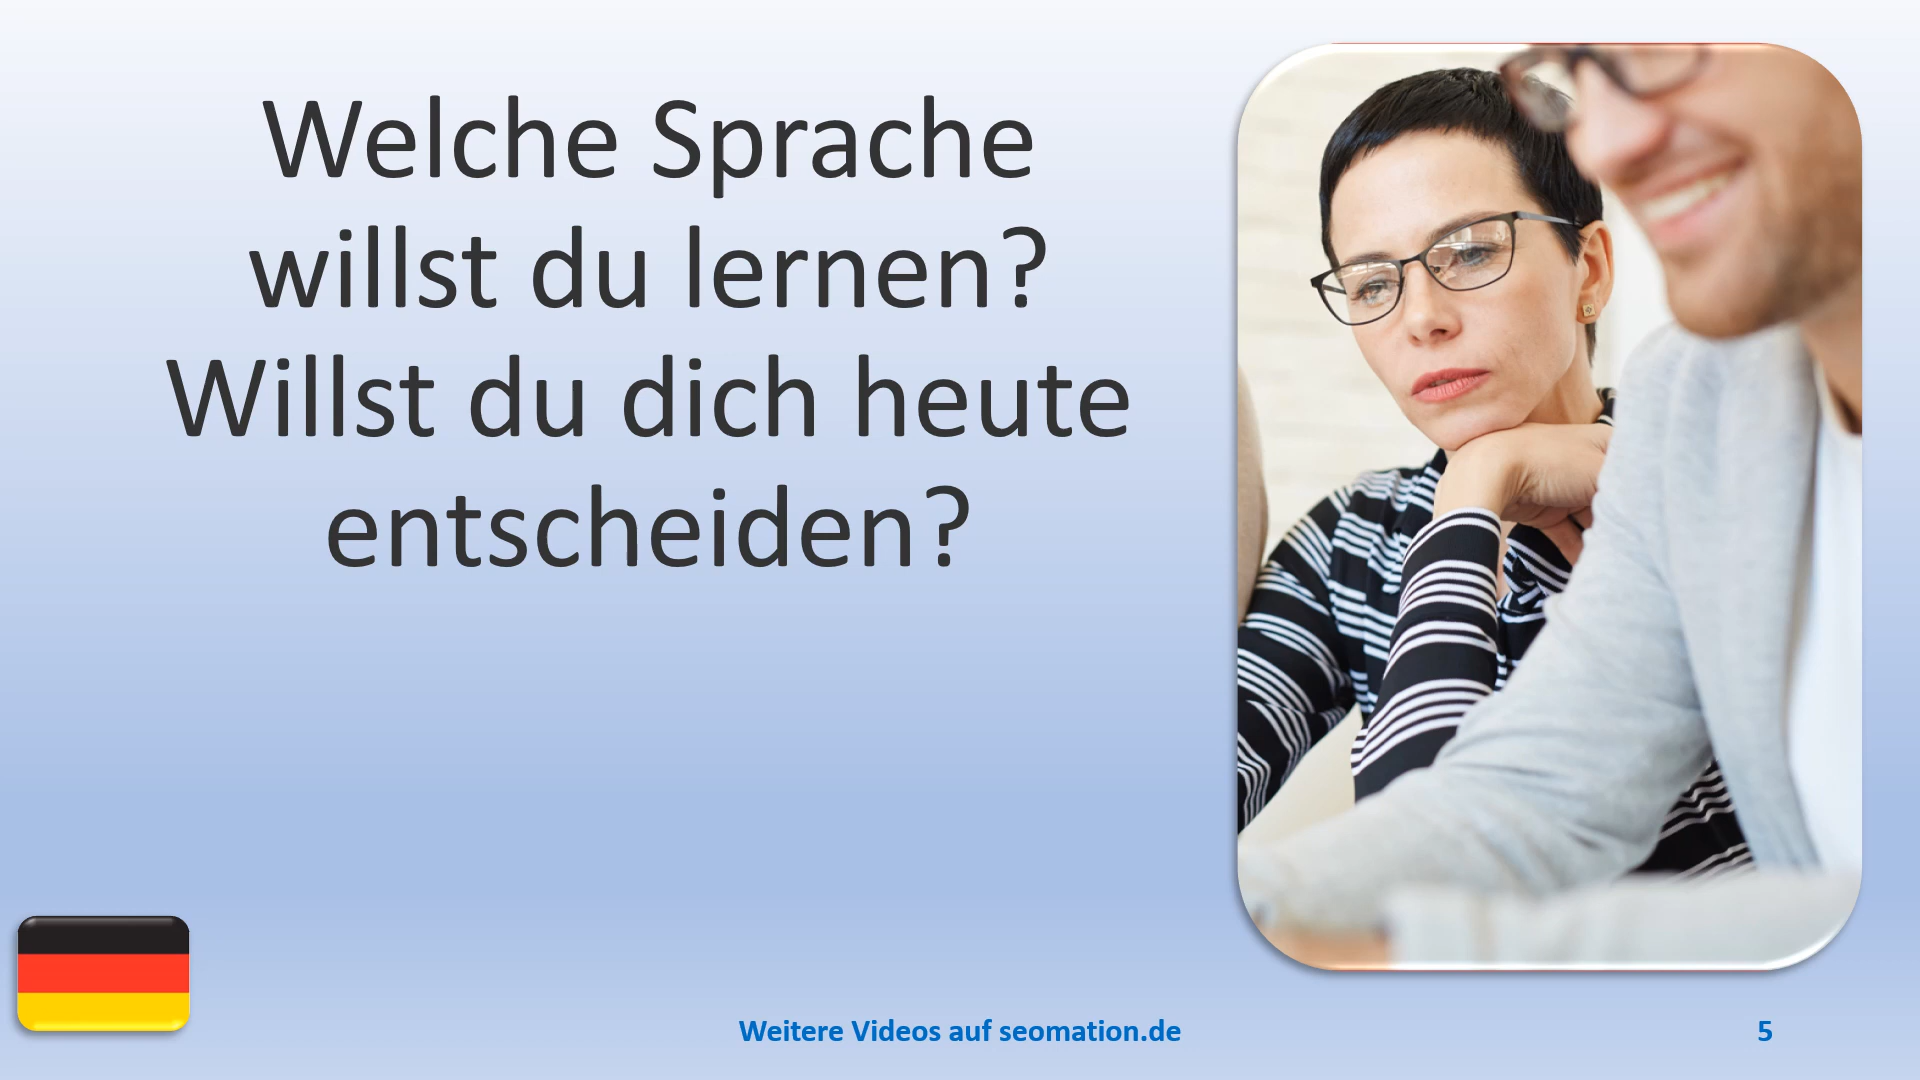 Welche Sprache
willst du lernen?
Willst du dich heute
entscheiden?
Weitere Videos auf seomation.de
5